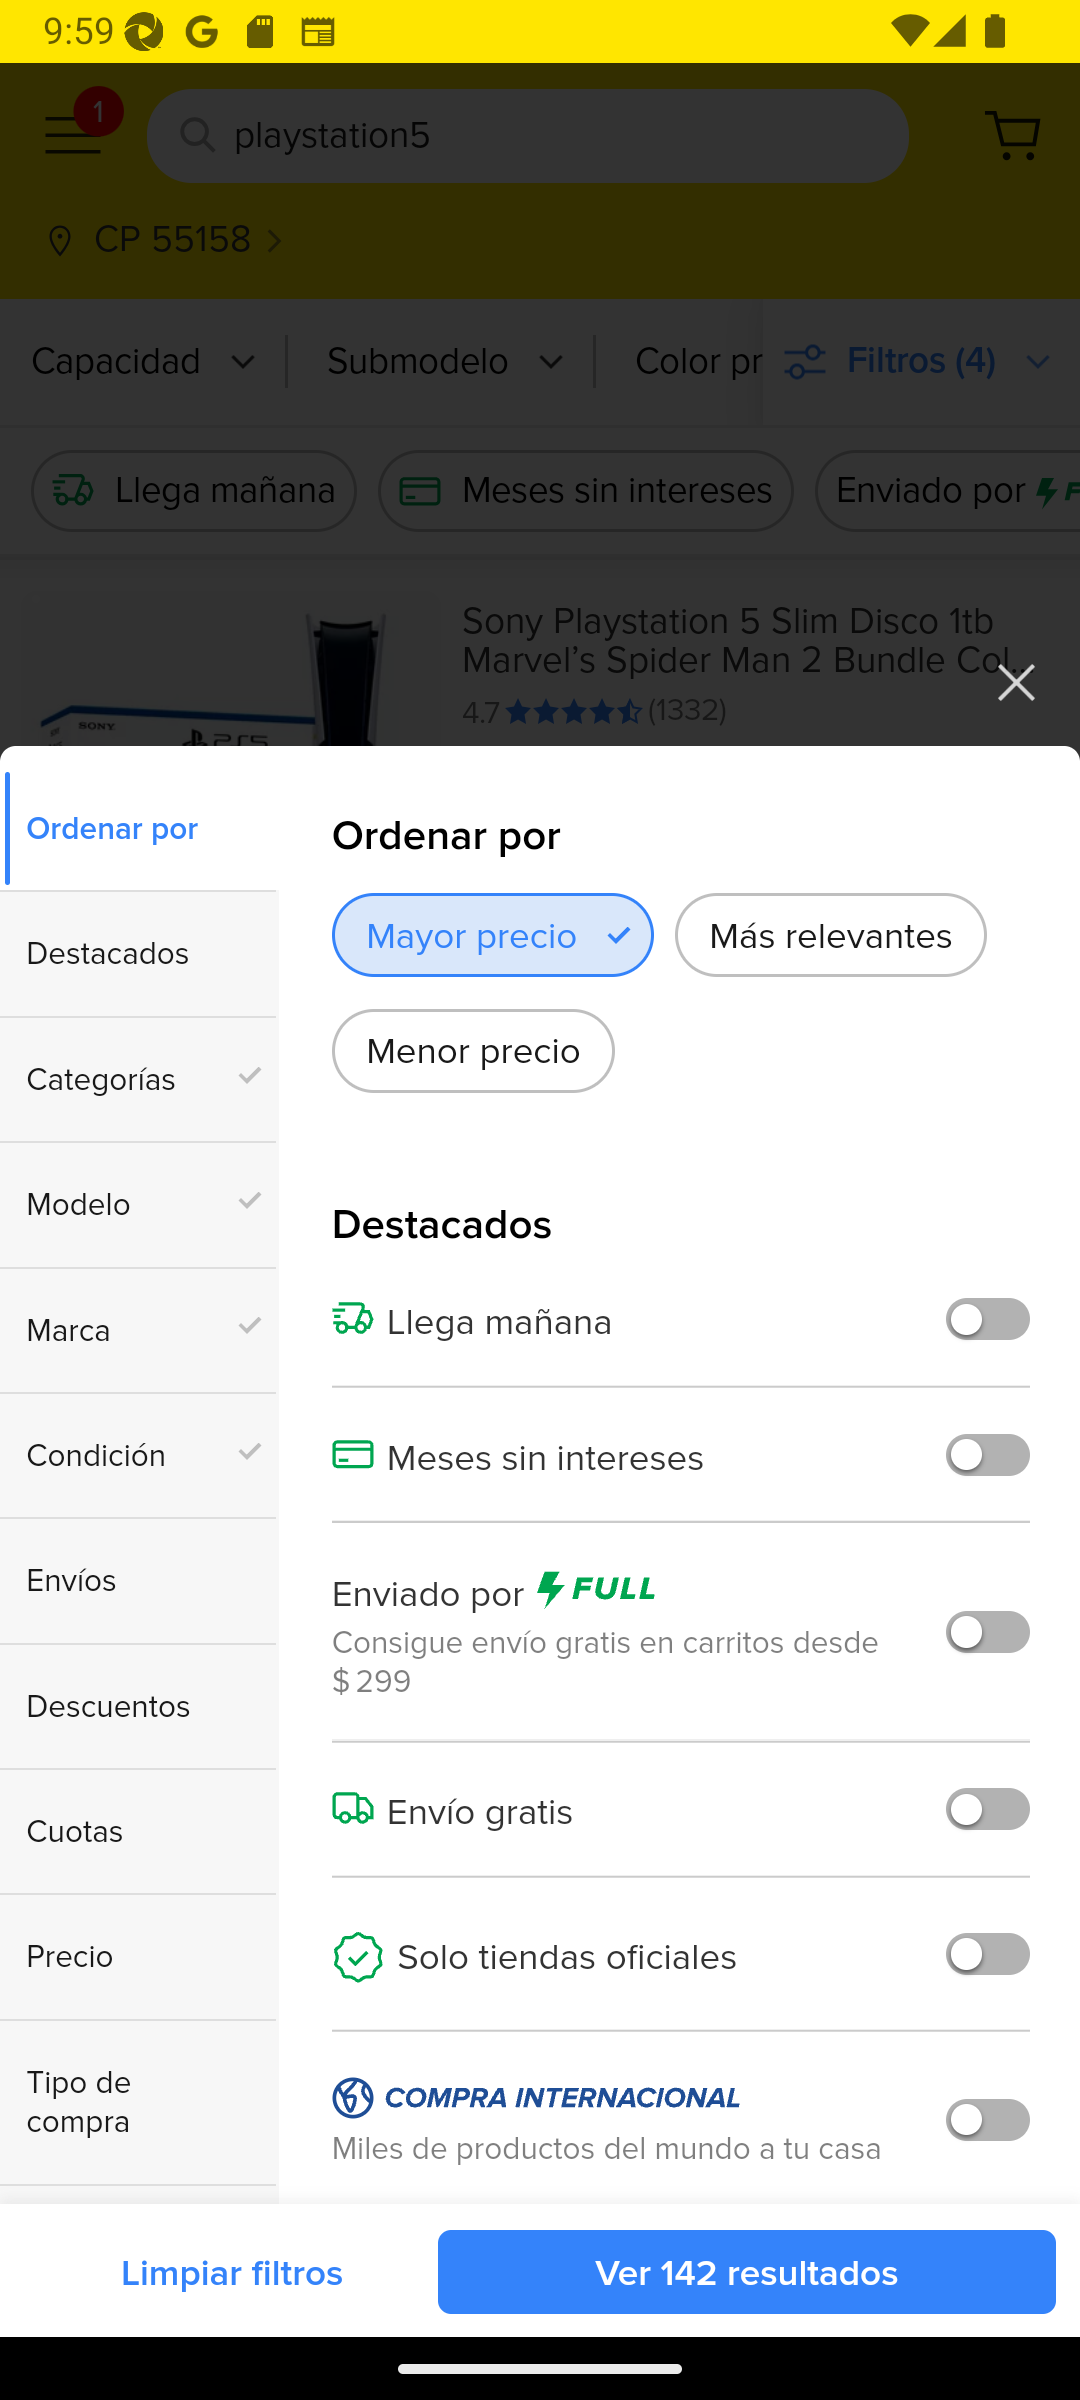 9:59
1
playstation5
CP 55158
Capacidad
Submodelo
Color pr
Filtros (4)
Llega mañana
Meses sin intereses
Enviado por F
Sony Playstation 5 Slim Disco 1tb
Marvel's Spider Man 2 Bundle Col...
4.7 (1332)
SONY
PS5
Ordenar por
Destacados
Categorías
Modelo
Marca
Condición
Envíos
Descuentos
Cuotas
Precio
Tipo de
compra
Ordenar por
Mayor precio
Más relevantes
Menor precio
Destacados
Llega mañana
Meses sin intereses
Enviado por FULL
Consigue envío gratis en carritos desde
$ 299
Envío gratis
Solo tiendas oficiales
COMPRA INTERNACIONAL
Miles de productos del mundo a tu casa
Limpiar filtros
Ver 142 resultados